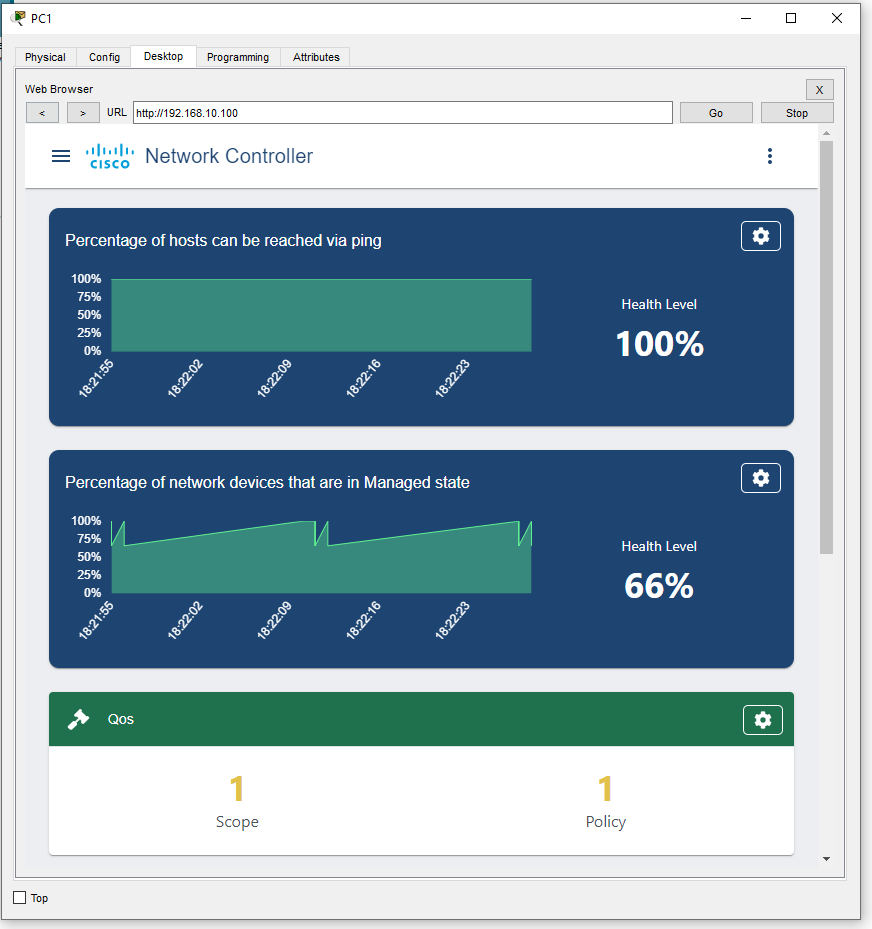 PC1
Physical Config Desktop Programming Attributes
Web Browser X
< > URL http://192.168.10.100 Go Stop
CISCO Network Controller
Percentage of hosts can be reached via ping
100%
75%
50%
25%
0%
18:21:55 18:22:02 18:22:09 18:22:16 18:22:23
Health Level
100%
Percentage of network devices that are in Managed state
100%
75%
50%
25%
0%
18:21:55 18:22:02 18:22:09 18:22:16 18:22:23
Health Level
66%
Qos
1 1
Scope Policy
Top